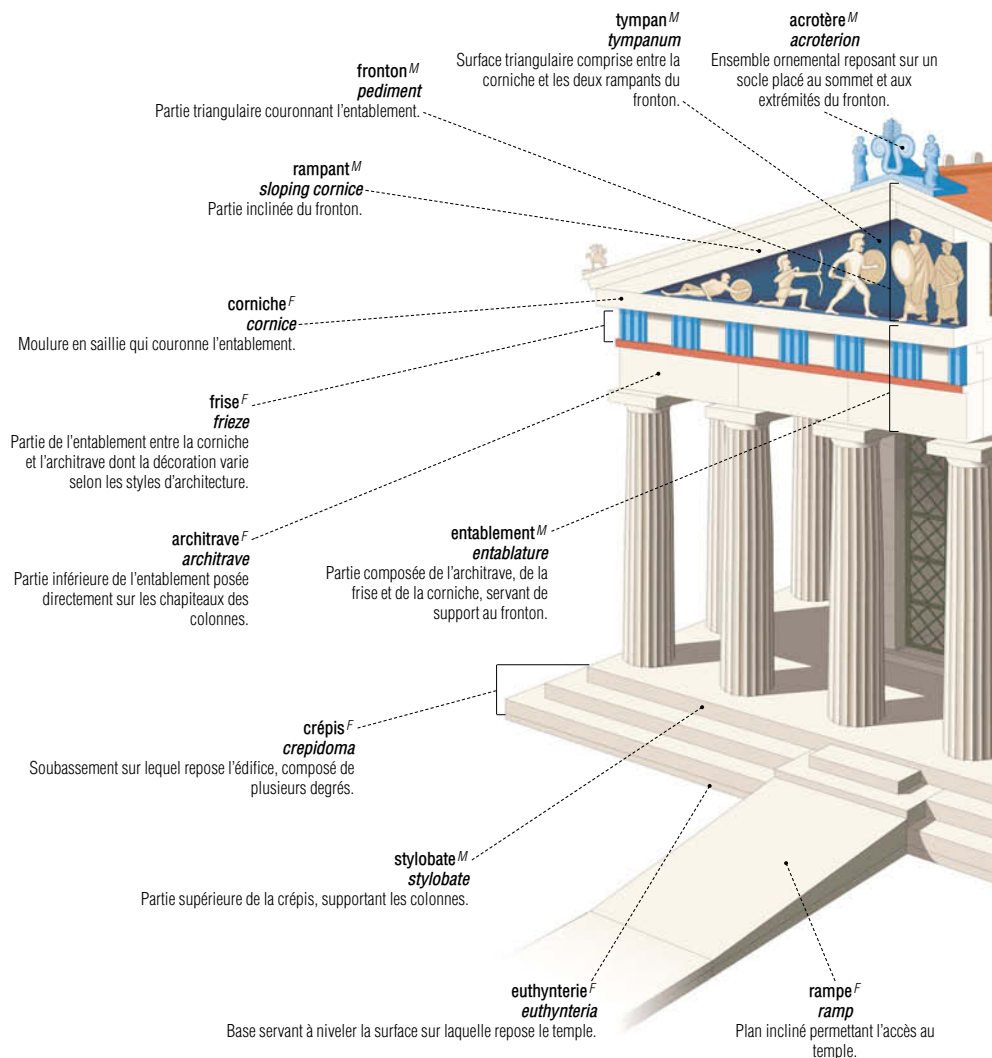 tympan M
tympanum
Surface triangulaire comprise entre la
corniche et les deux rampants du
fronton.
acrotère M
acroterion
Ensemble ornemental reposant sur un
socle placé au sommet et aux
extrémités du fronton.
fronton M
pediment
Partie triangulaire couronnant l'entablement.
rampant M
sloping cornice
Partie inclinée du fronton.
corniche F
cornice
Moulure en saillie qui couronne l'entablement.
frise F
frieze
Partie de l'entablement entre la corniche
et l'architrave dont la décoration varie
selon les styles d'architecture.
architrave F
architrave
Partie inférieure de l'entablement posée
directement sur les chapiteaux des
colonnes.
entablement M
entablature
Partie composée de l'architrave, de la
frise et de la corniche, servant de
support au fronton.
crépis F
crepidoma
Soubassement sur lequel repose l'édifice, composé de
plusieurs degrés.
stylobate M
stylobate
Partie supérieure de la crépis, supportant les colonnes.
euthynterie F
euthynteria
Base servant à niveler la surface sur laquelle repose le temple.
rampe F
ramp
Plan incliné permettant l'accès au
temple.